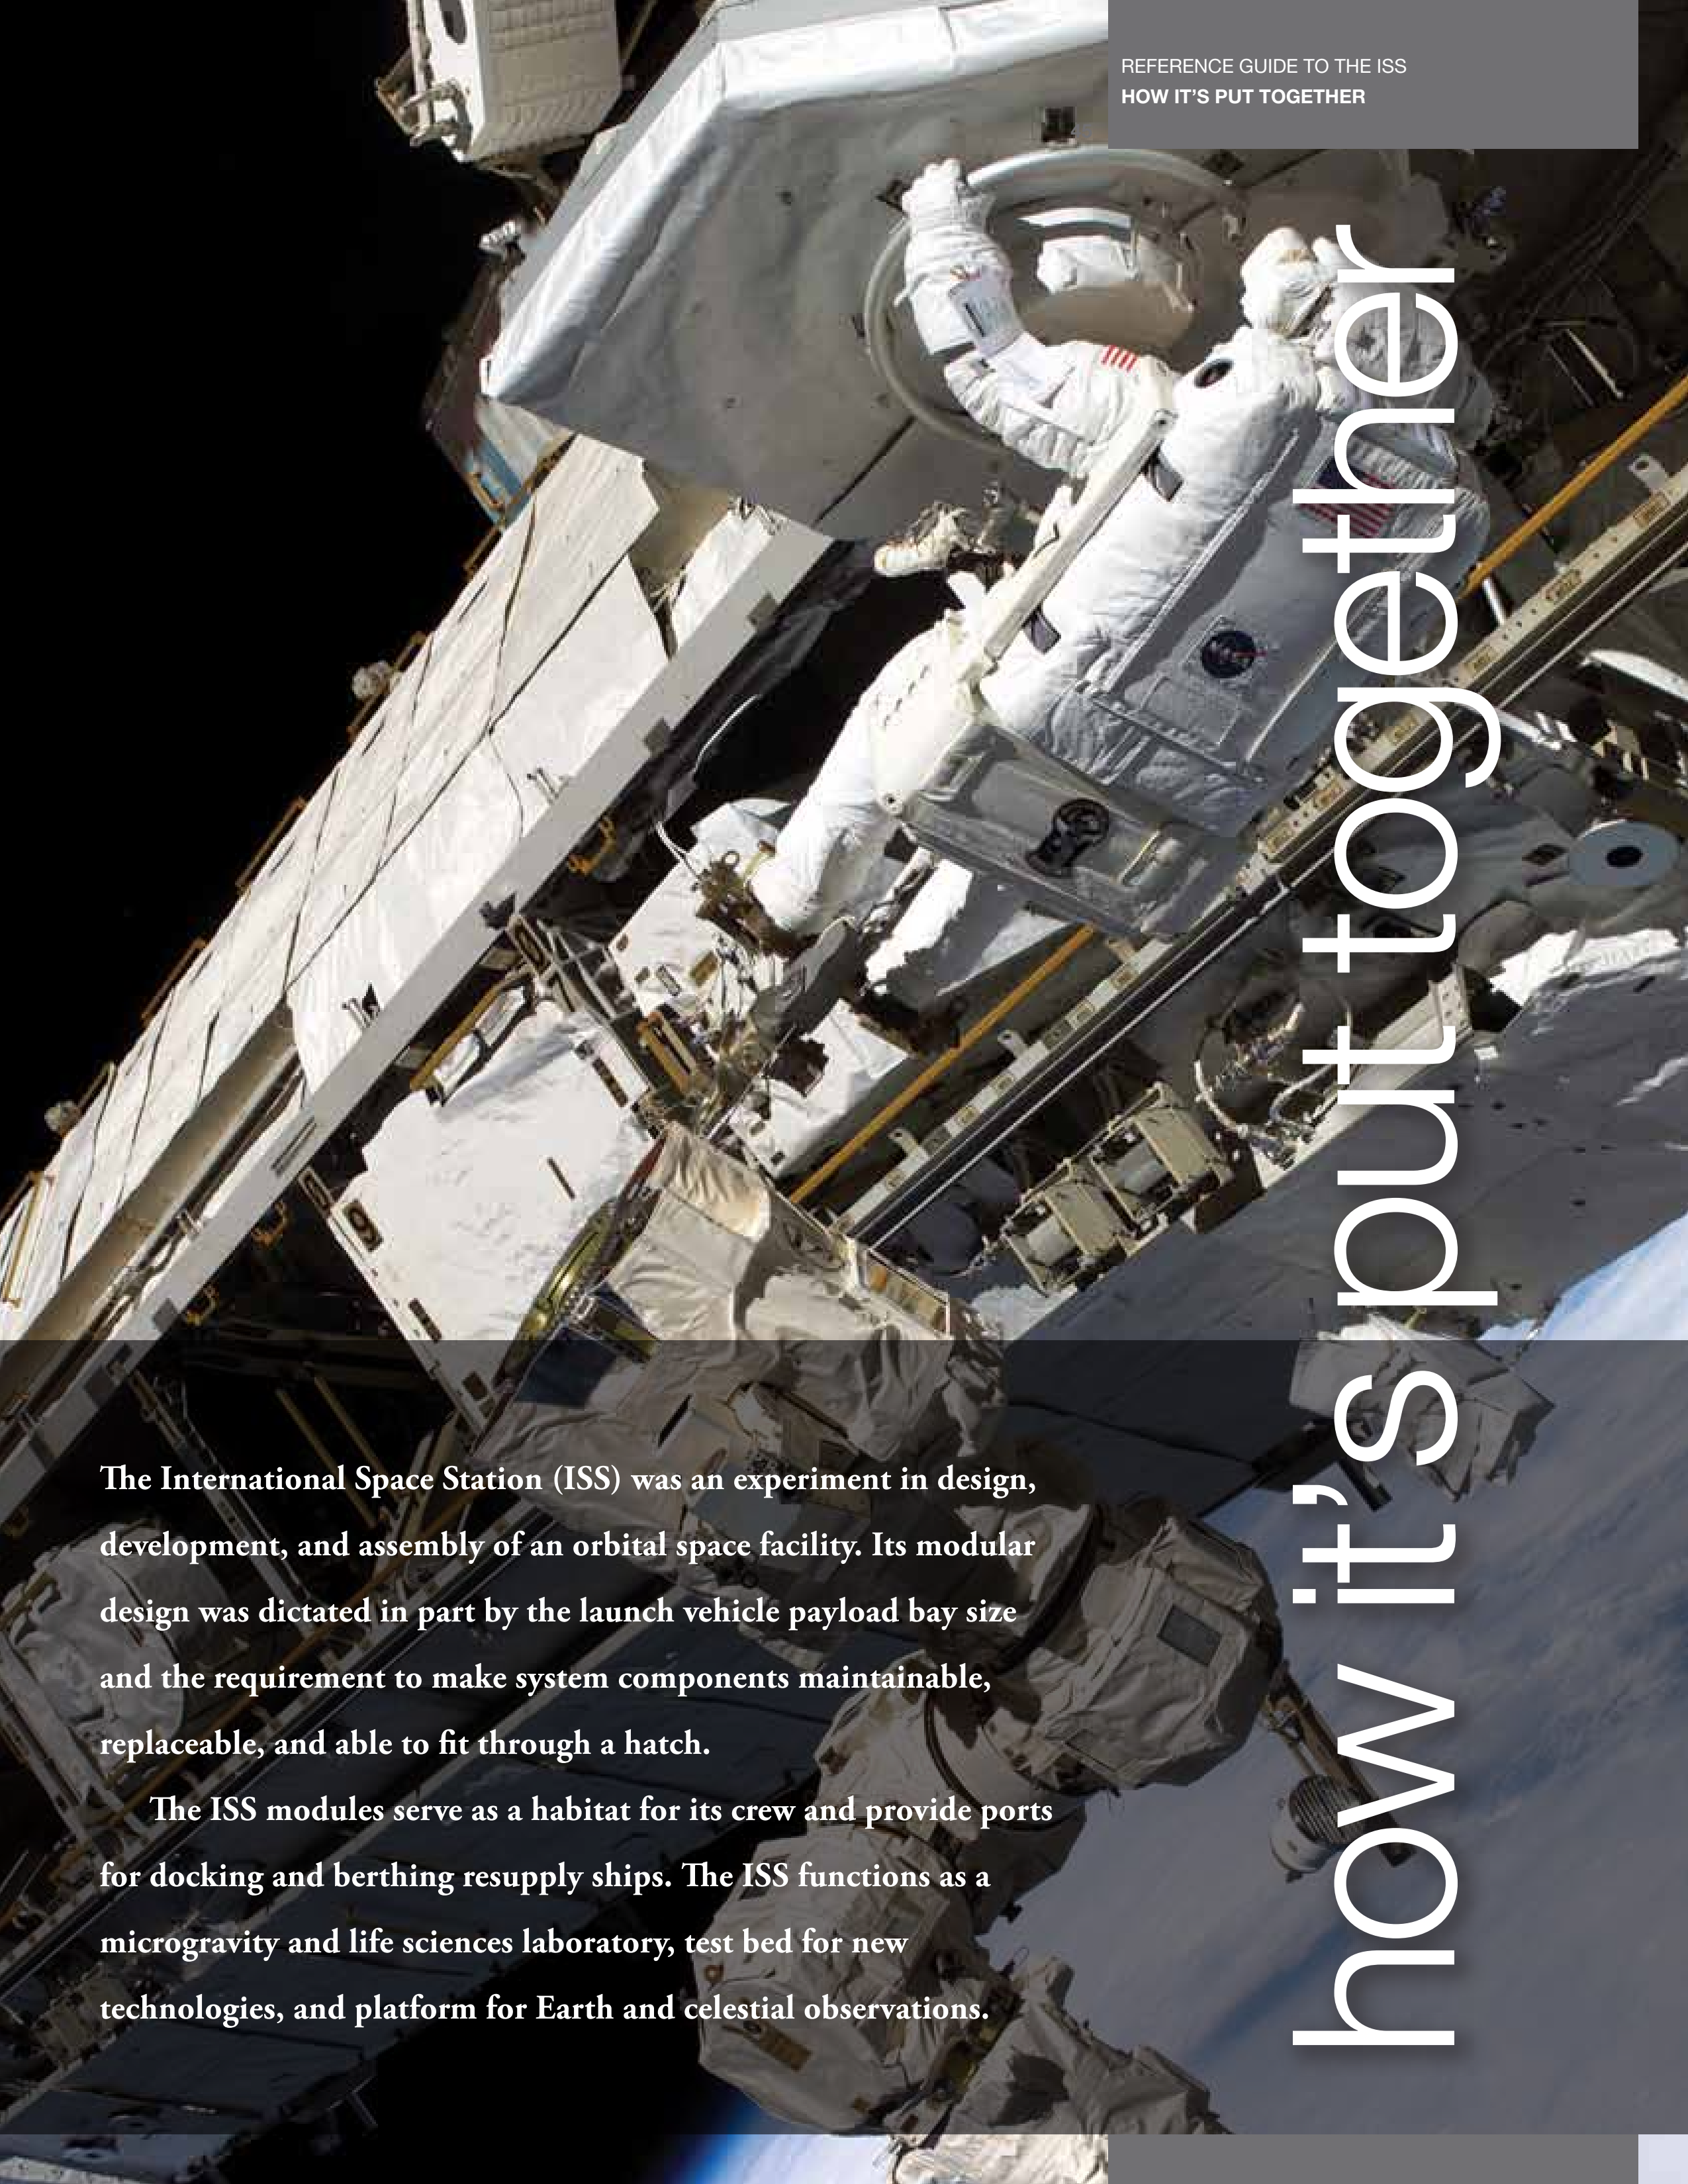 REFERENCE GUIDE TO THE ISS
HOW IT’S PUT TOGETHER
how it’s put together
The International Space Station (ISS) was an experiment in design,
development, and assembly of an orbital space facility. Its modular
design was dictated in part by the launch vehicle payload bay size
and the requirement to make system components maintainable,
replaceable, and able to fit through a hatch.
The ISS modules serve as a habitat for its crew and provide ports
for docking and berthing resupply ships. The ISS functions as a
microgravity and life sciences laboratory, test bed for new
technologies, and platform for Earth and celestial observations.